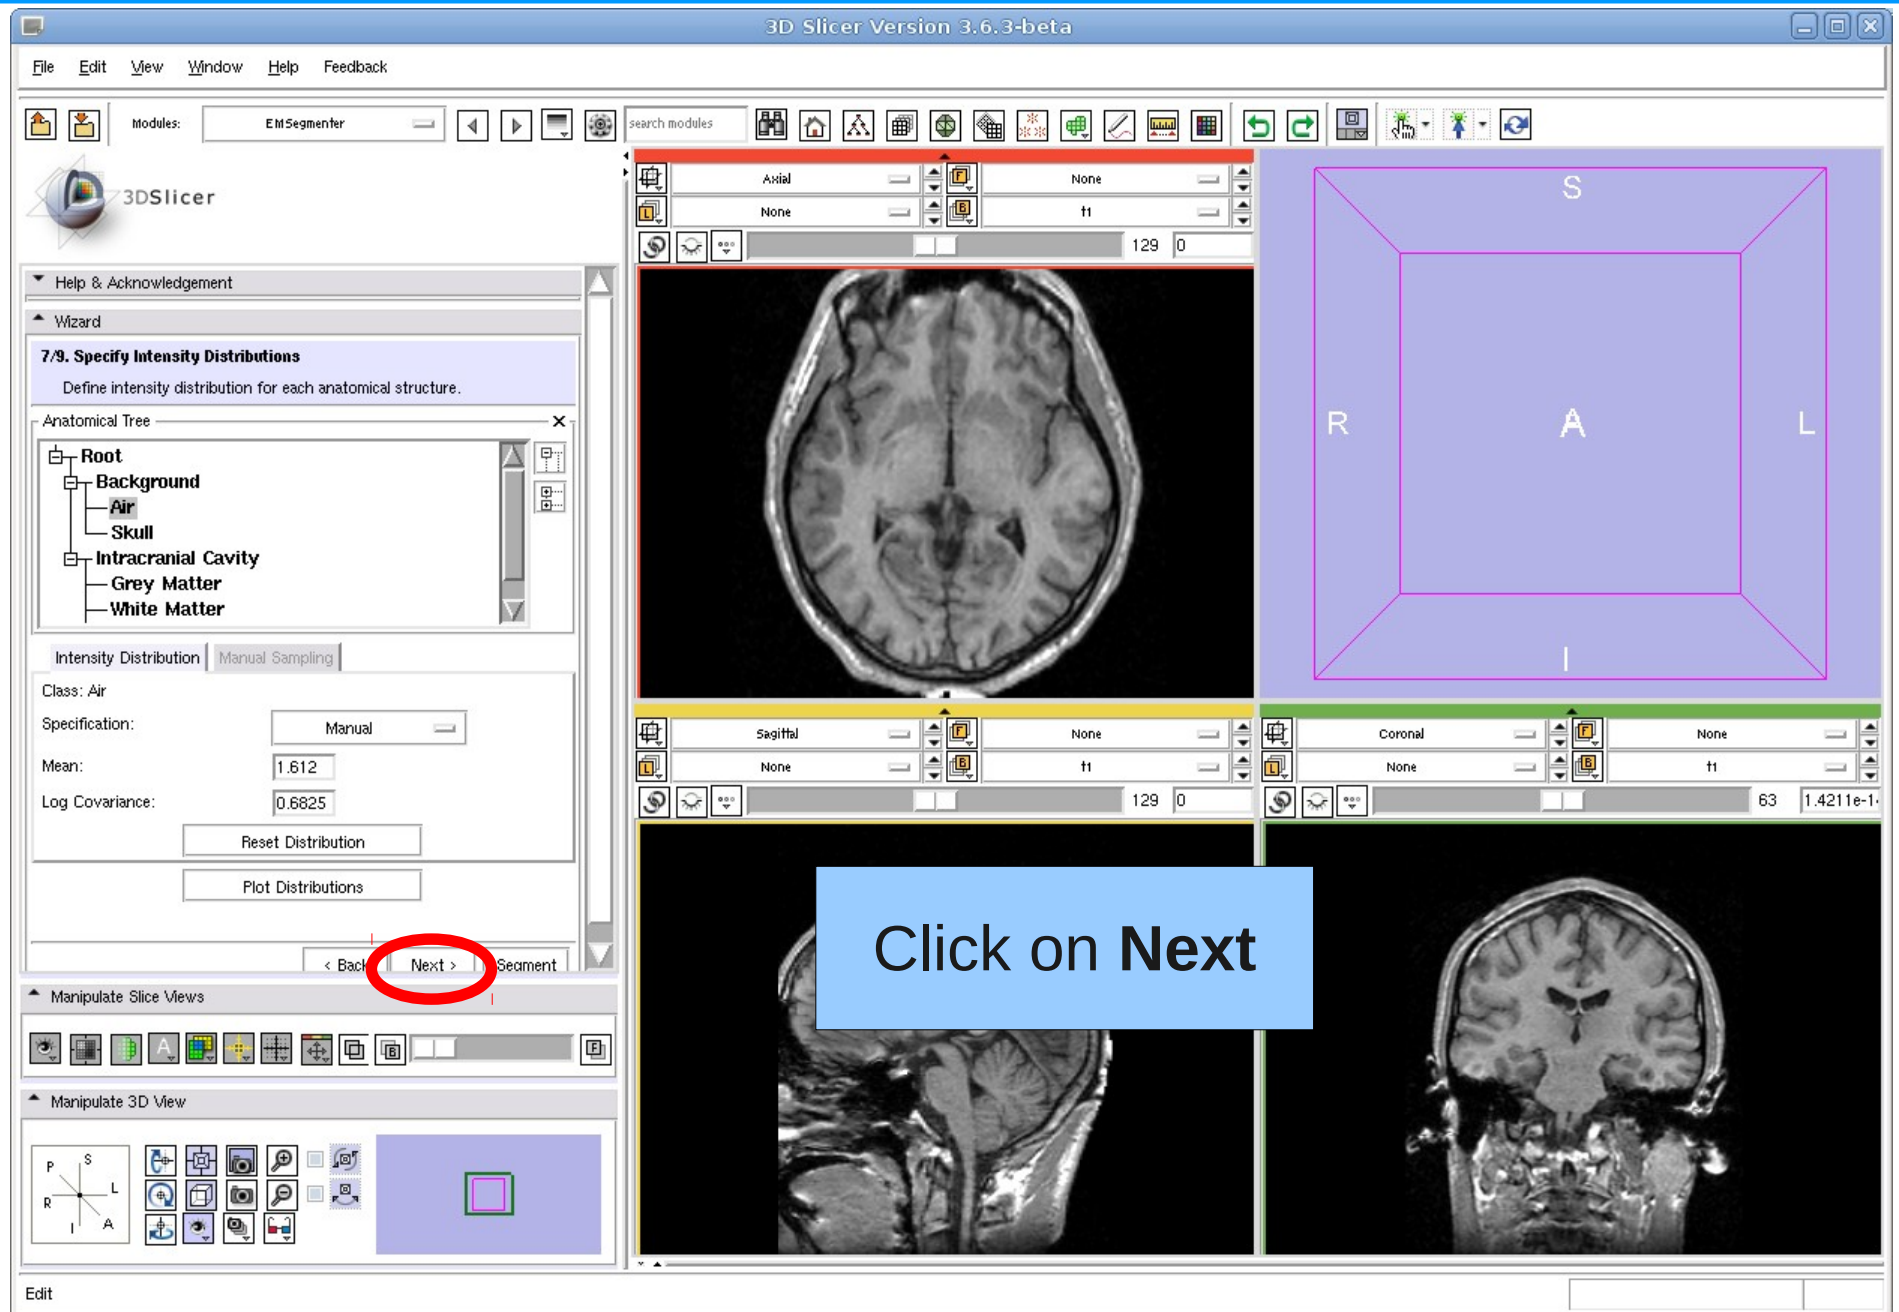 3D Slicer Version 3.6.3-beta
File Edit View Window Help Feedback
Modules: EMSegmenter search modules
3DSlicer
Help & Acknowledgement
Wizard
7/9. Specify Intensity Distributions
Define intensity distribution for each anatomical structure.
Anatomical Tree
Root
Background
Air
Skull
Intracranial Cavity
Grey Matter
White Matter
Intensity Distribution Manual Sampling
Class: Air
Specification: Manual
Mean: 1.612
Log Covariance: 0.6825
Reset Distribution
Plot Distributions
< Back Next > Segment
Manipulate Slice Views
A B F
Manipulate 3D View
P S
R L
I A
Edit
Axial F None
L None B t1
129 0
S
R A L
I
Sagittal F None
L None B t1
129 0
Coronal F None
L None B t1
63 1.4211e-1
Click on Next